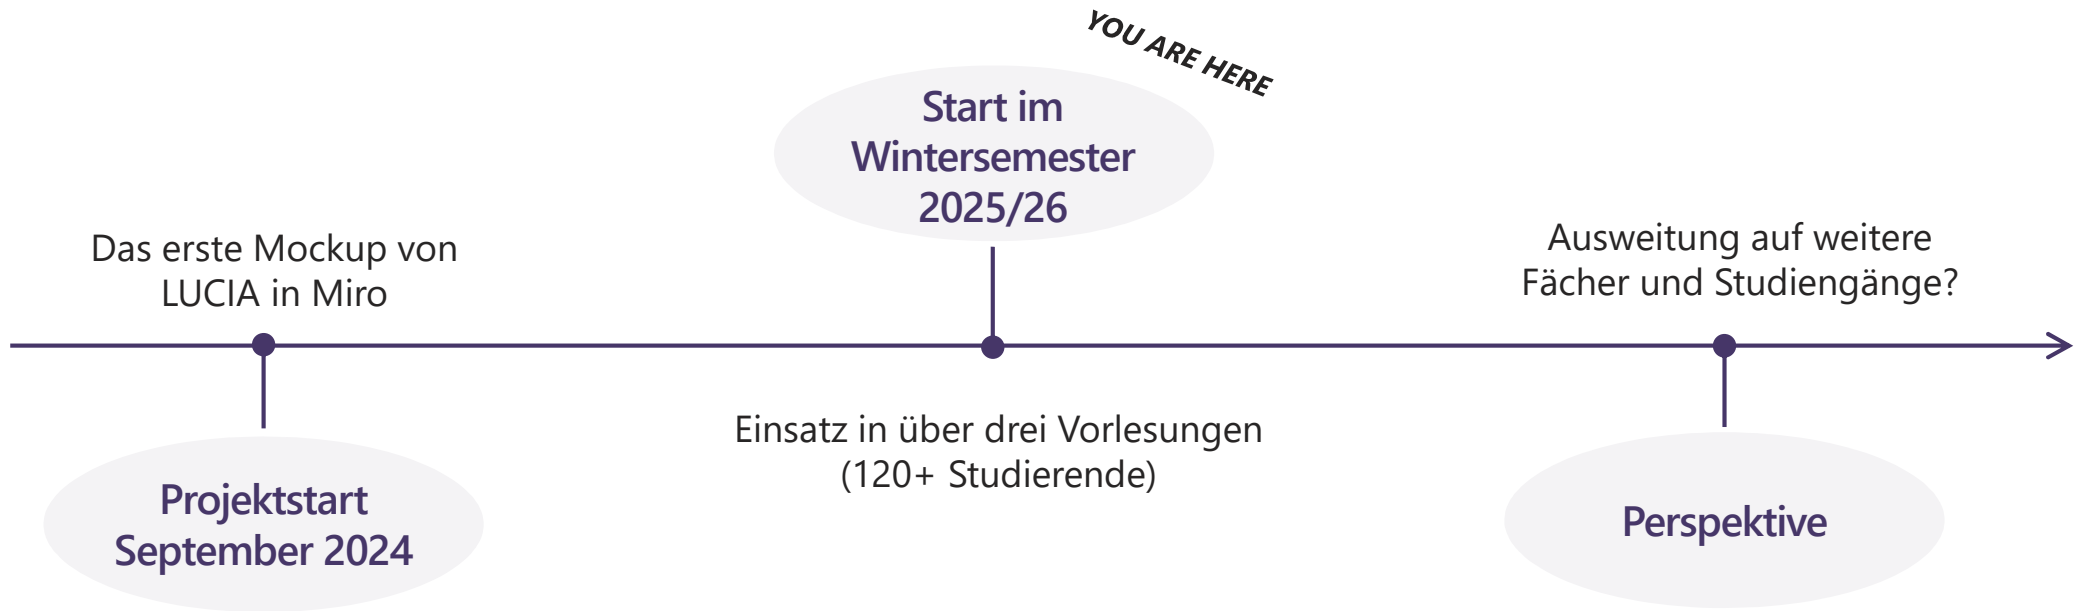 YOU ARE HERE
Start im
Wintersemester
2025/26
Das erste Mockup von
LUCIA in Miro
Ausweitung auf weitere
Fächer und Studiengänge?
Einsatz in über drei Vorlesungen
(120+ Studierende)
Projektstart
September 2024
Perspektive